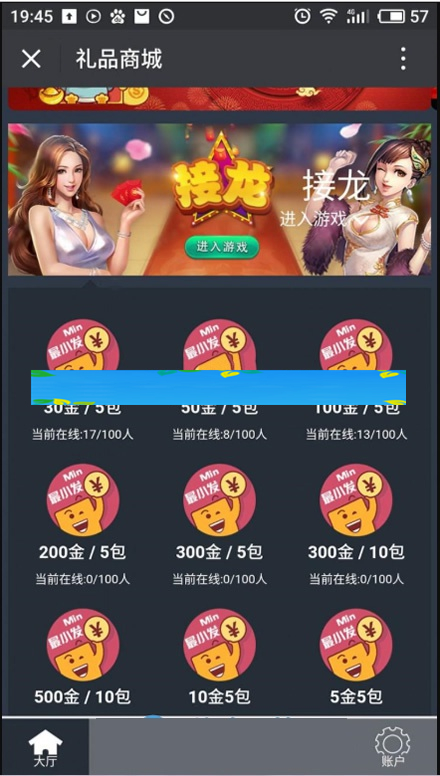 19:45
4G
57
礼品商城
接龙
进入游戏
接龙
进入游戏
Min
最小发
Min
最小发
Min
最小发
30金 / 5包
50金 / 5包
100金 / 5包
当前在线:17/100人
当前在线:8/100人
当前在线:13/100人
Min
最小发
Min
最小发
Min
最小发
200金 / 5包
300金 / 5包
300金 / 10包
当前在线:0/100人
当前在线:0/100人
当前在线:0/100人
Min
最小发
Min
最小发
Min
最小发
500金 / 10包
10金5包
5金5包
大厅
账户